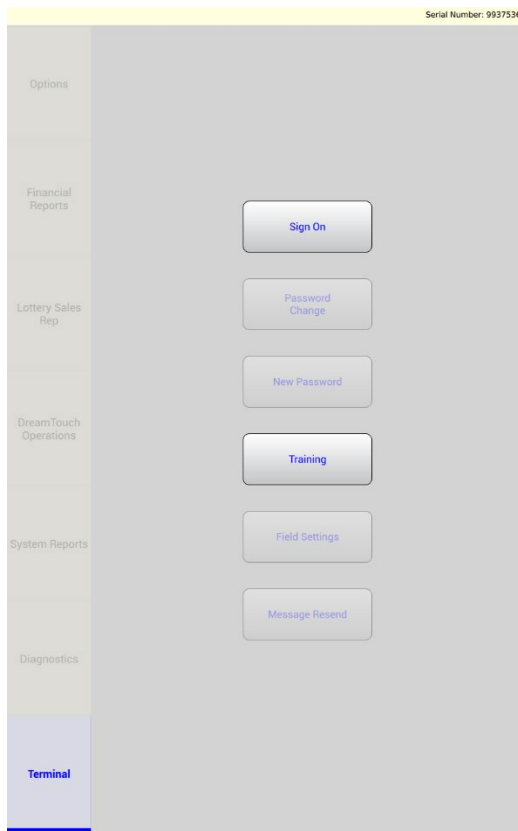 Serial Number: 9937536
Options
Financial
Reports
Lottery Sales
Rep
DreamTouch
Operations
System Reports
Diagnostics
Terminal
Sign On
Password
Change
New Password
Training
Field Settings
Message Resend